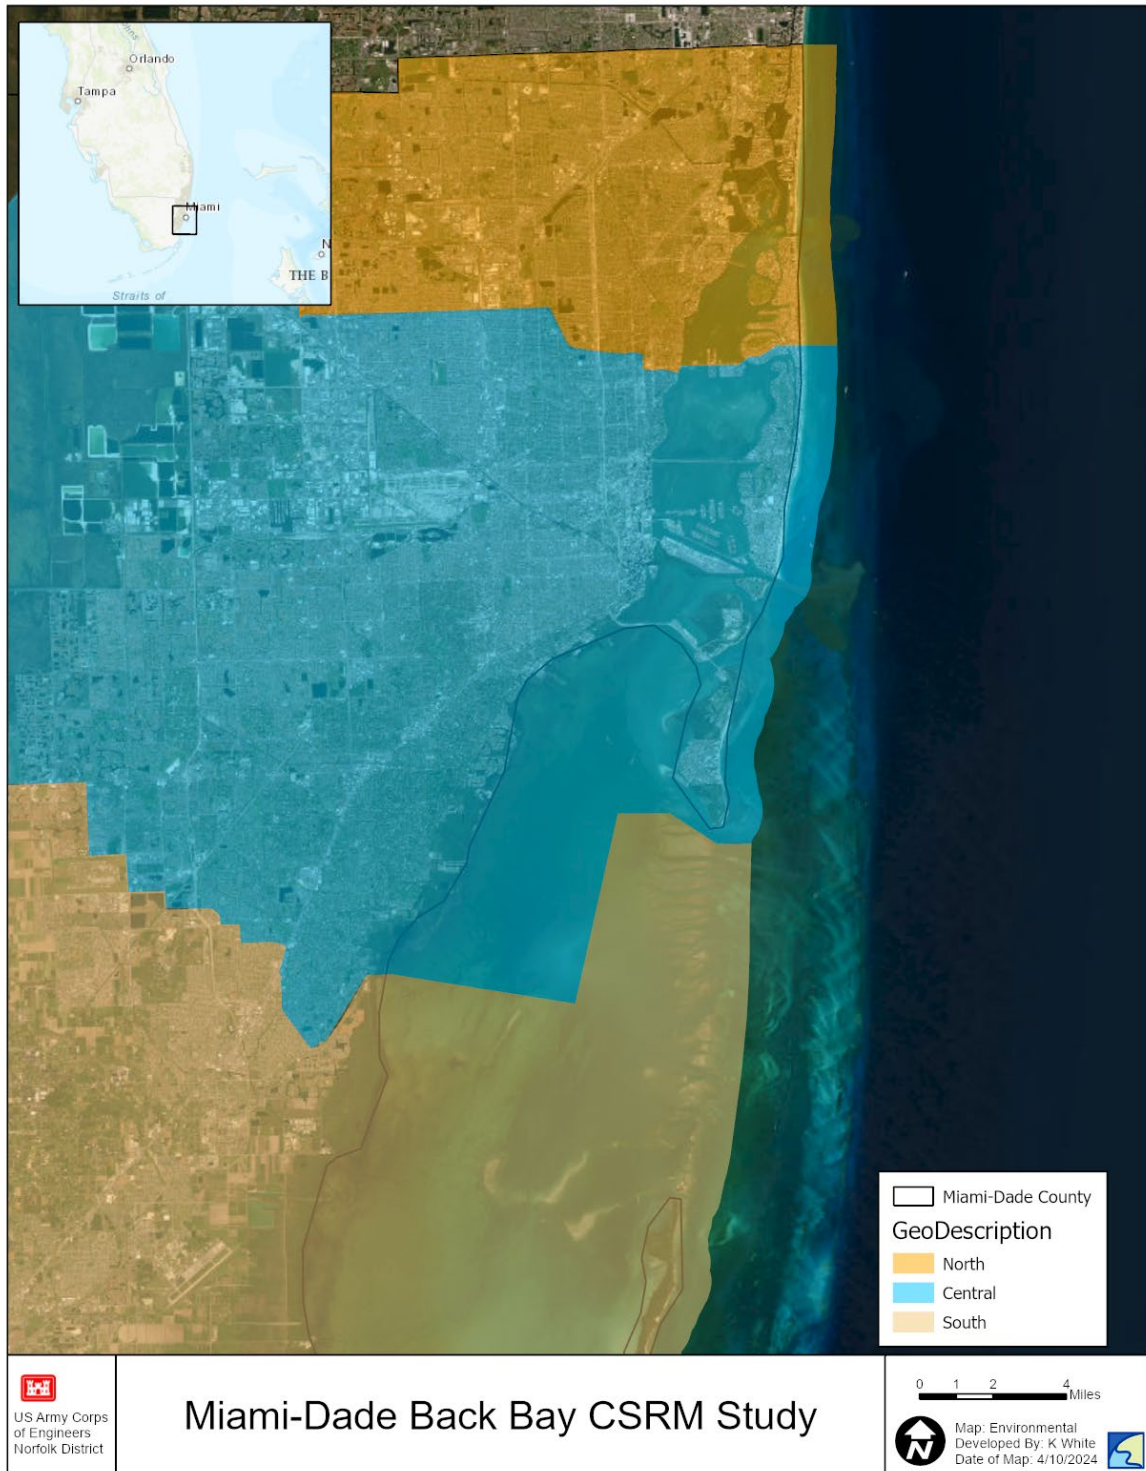 Orlando
Tampa
Miami
N
THE B
Straits of
Miami-Dade County
GeoDescription
North
Central
South
US Army Corps
of Engineers
Norfolk District
Miami-Dade Back Bay CSRM Study
0 1 2 4
Miles
N
Map: Environmental
Developed By: K White
Date of Map: 4/10/2024